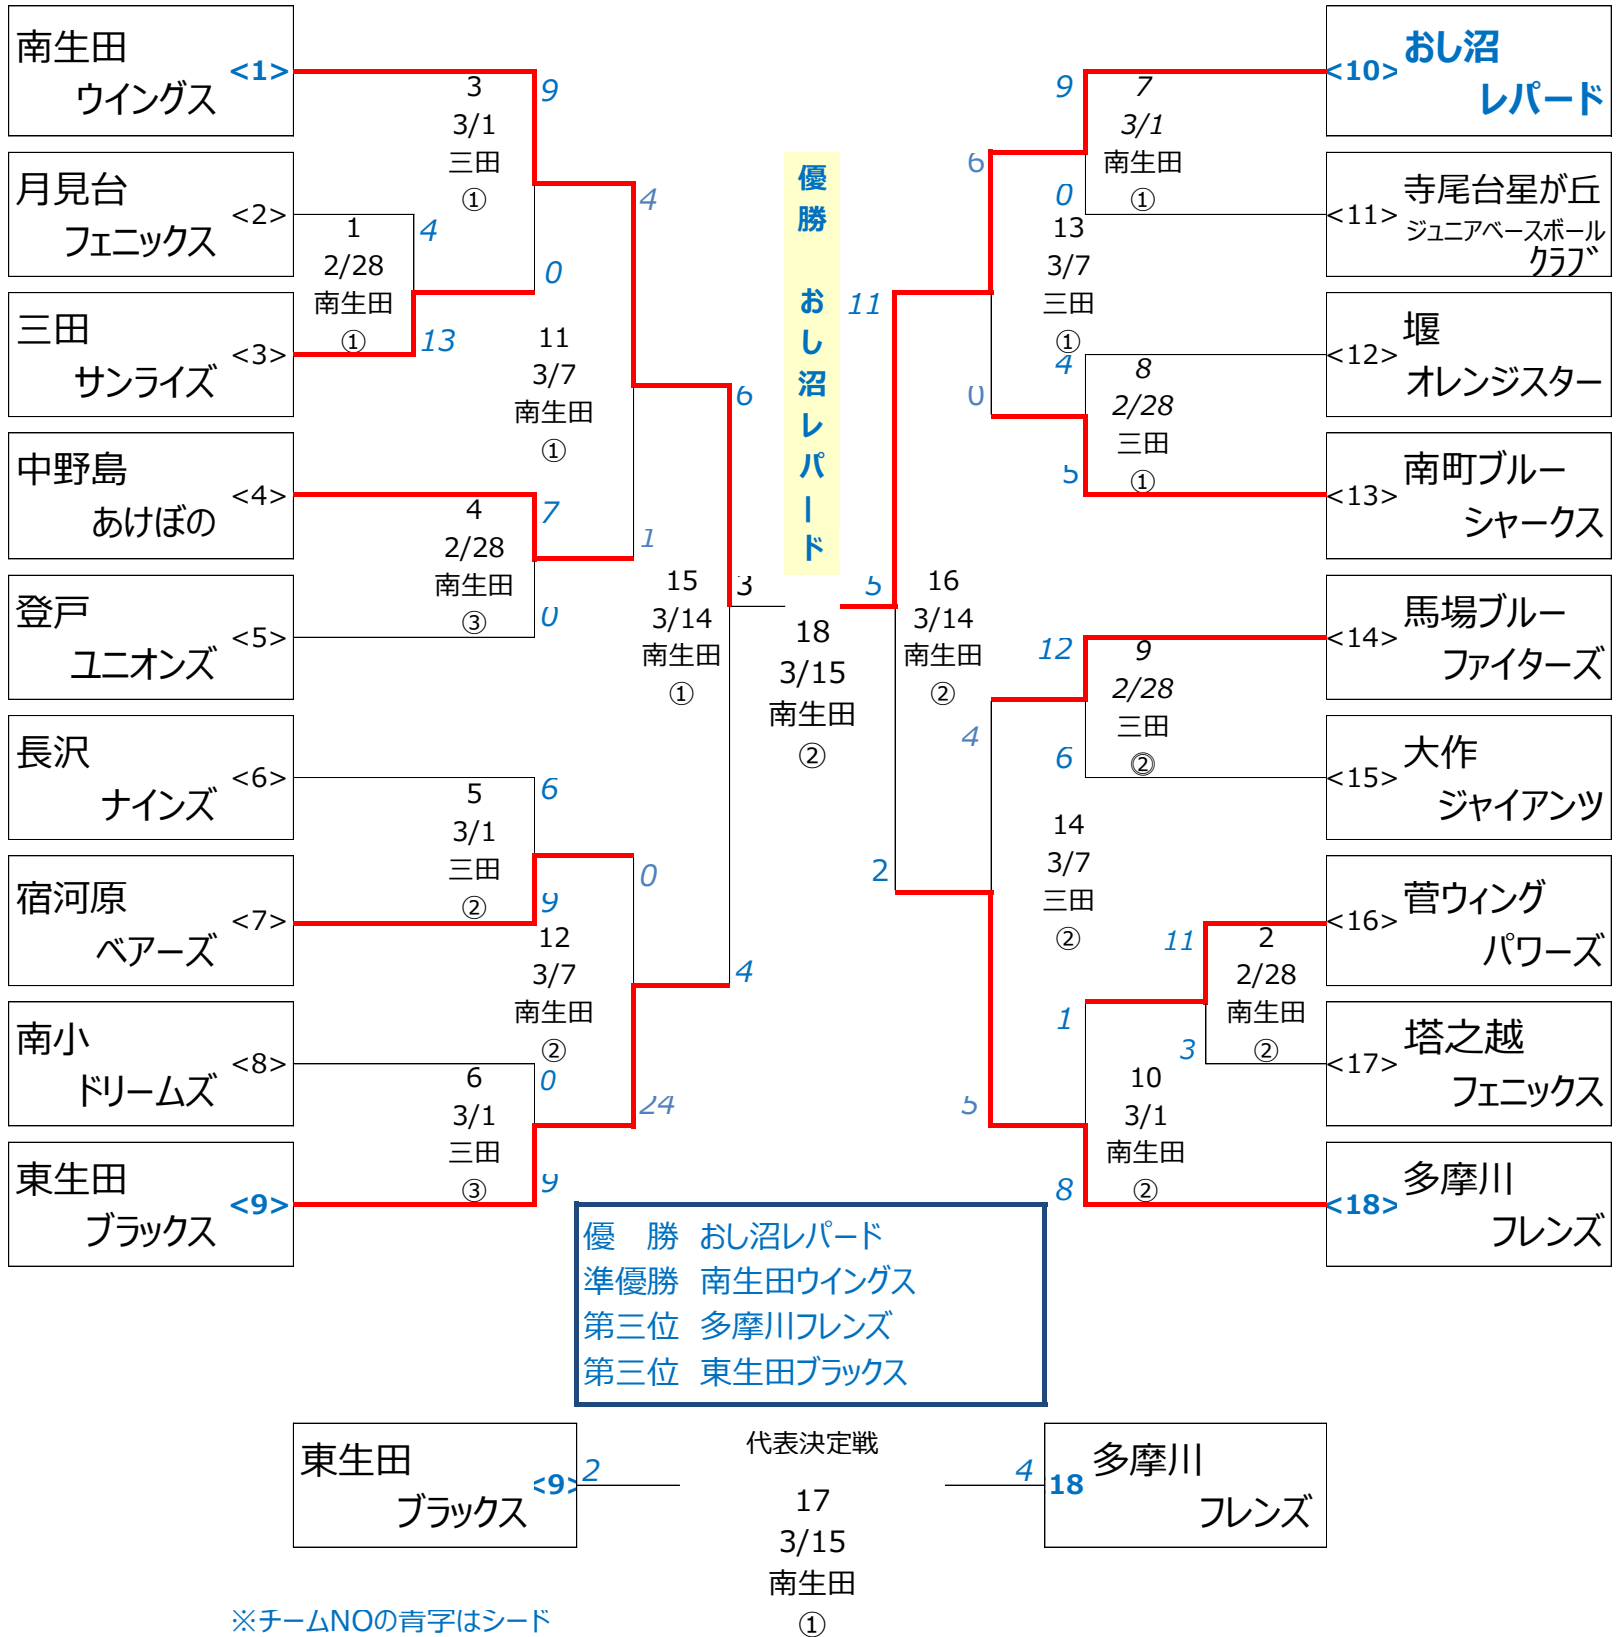 南生田
ウイングス
<1>
月見台
フェニックス
<2>
三田
サンライズ
<3>
中野島
あけぼの
<4>
登戸
ユニオンズ
<5>
長沢
ナインズ
<6>
宿河原
ベアーズ
<7>
南小
ドリームズ
<8>
東生田
ブラックス
<9>
3
3/1
三田
①
9
0
1
2/28
南生田
①
4
13
4
2/28
南生田
③
7
0
5
3/1
三田
②
6
9
6
3/1
三田
③
0
9
11
3/7
南生田
①
4
1
12
3/7
南生田
②
0
24
15
3/14
南生田
①
6
4
優勝 おし沼レパード
3
5
18
3/15
南生田
②
16
3/14
南生田
②
11
2
13
3/7
三田
①
6
0
14
3/7
三田
②
4
5
7
3/1
南生田
①
9
0
8
2/28
三田
①
4
5
9
2/28
三田
②
12
6
10
3/1
南生田
②
1
8
2
2/28
南生田
②
11
3
<10>
おし沼
レパード
<11>
寺尾台星が丘
ジュニアベースボール
クラブ
<12>
堰
オレンジスター
<13>
南町ブルー
シャークス
<14>
馬場ブルー
ファイターズ
<15>
大作
ジャイアンツ
<16>
菅ウィング
パワーズ
<17>
塔之越
フェニックス
<18>
多摩川
フレンズ
優 勝 おし沼レパード
準優勝 南生田ウイングス
第三位 多摩川フレンズ
第三位 東生田ブラックス
代表決定戦
東生田
ブラックス
<9>
2
17
3/15
南生田
①
4
18
多摩川
フレンズ
※チームNOの青字はシード